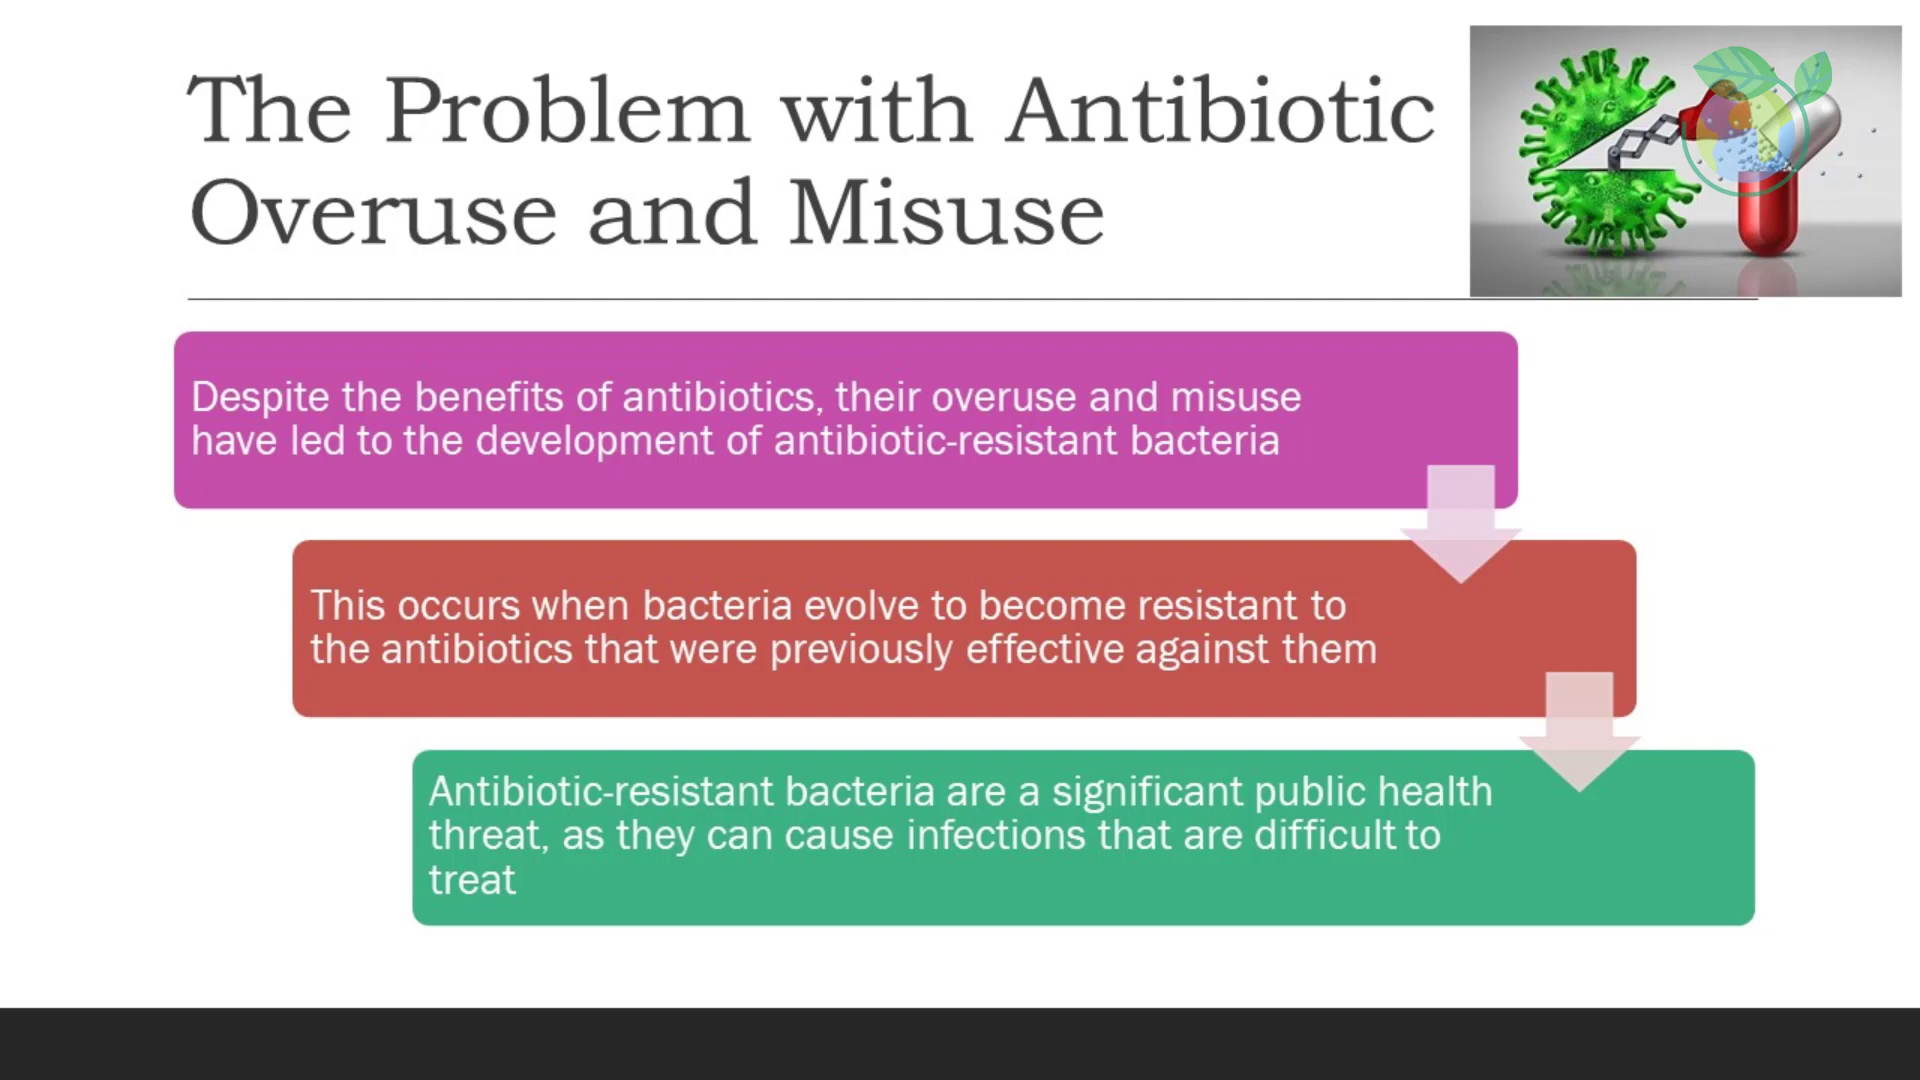 The Problem with Antibiotic
Overuse and Misuse
Despite the benefits of antibiotics, their overuse and misuse
have led to the development of antibiotic-resistant bacteria
This occurs when bacteria evolve to become resistant to
the antibiotics that were previously effective against them
Antibiotic-resistant bacteria are a significant public health
threat, as they can cause infections that are difficult to
treat